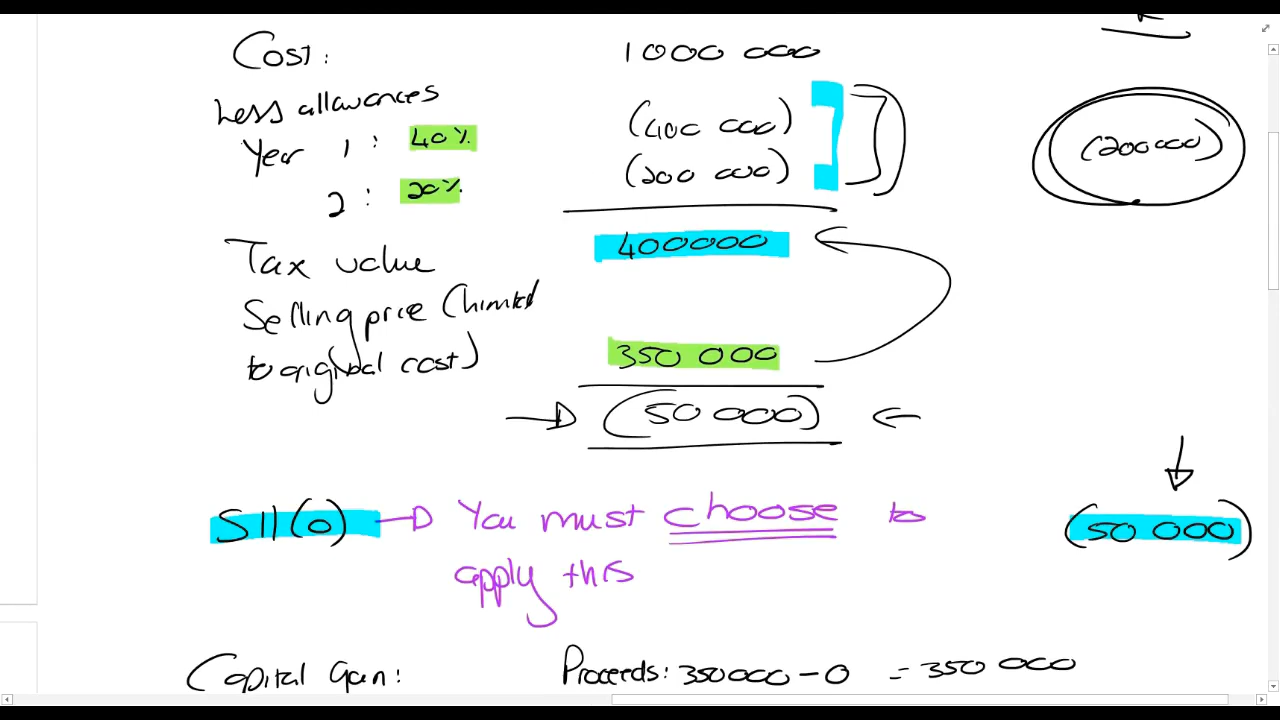 Cost: 1000 000
Less allowances
Year 1 : 40% (400 000)
(200 000)
2 : 20% (200 000)
Tax value 400000
Selling price (limited
to original cost) 350 000
(50 000)
S11(o) → You must choose to
(50 000)
apply this
Capital Gain: Proceeds: 350000 - 0 = 350 000